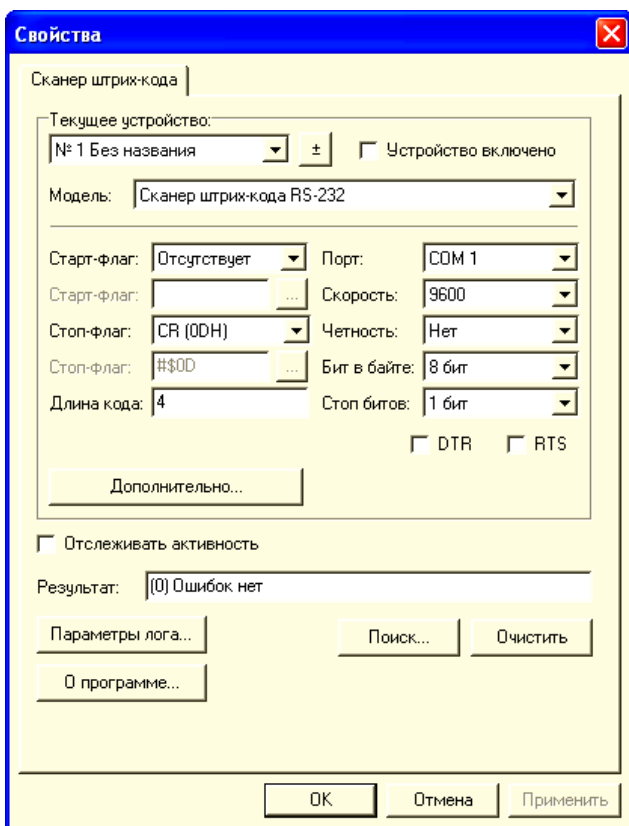 Свойства
Сканер штрих-кода
Текущее устройство:
№ 1 Без названия ± Устройство включено
Модель: Сканер штрих-кода RS-232
Старт-флаг: Отсутствует Порт: COM 1
Старт-флаг: ... Скорость: 9600
Стоп-флаг: CR (0DH) Четность: Нет
Стоп-флаг: #$0D ... Бит в байте: 8 бит
Длина кода: 4 Стоп битов: 1 бит
DTR RTS
Дополнительно...
Отслеживать активность
Результат: (0) Ошибок нет
Параметры лога... Поиск... Очистить
О программе...
OK Отмена Применить